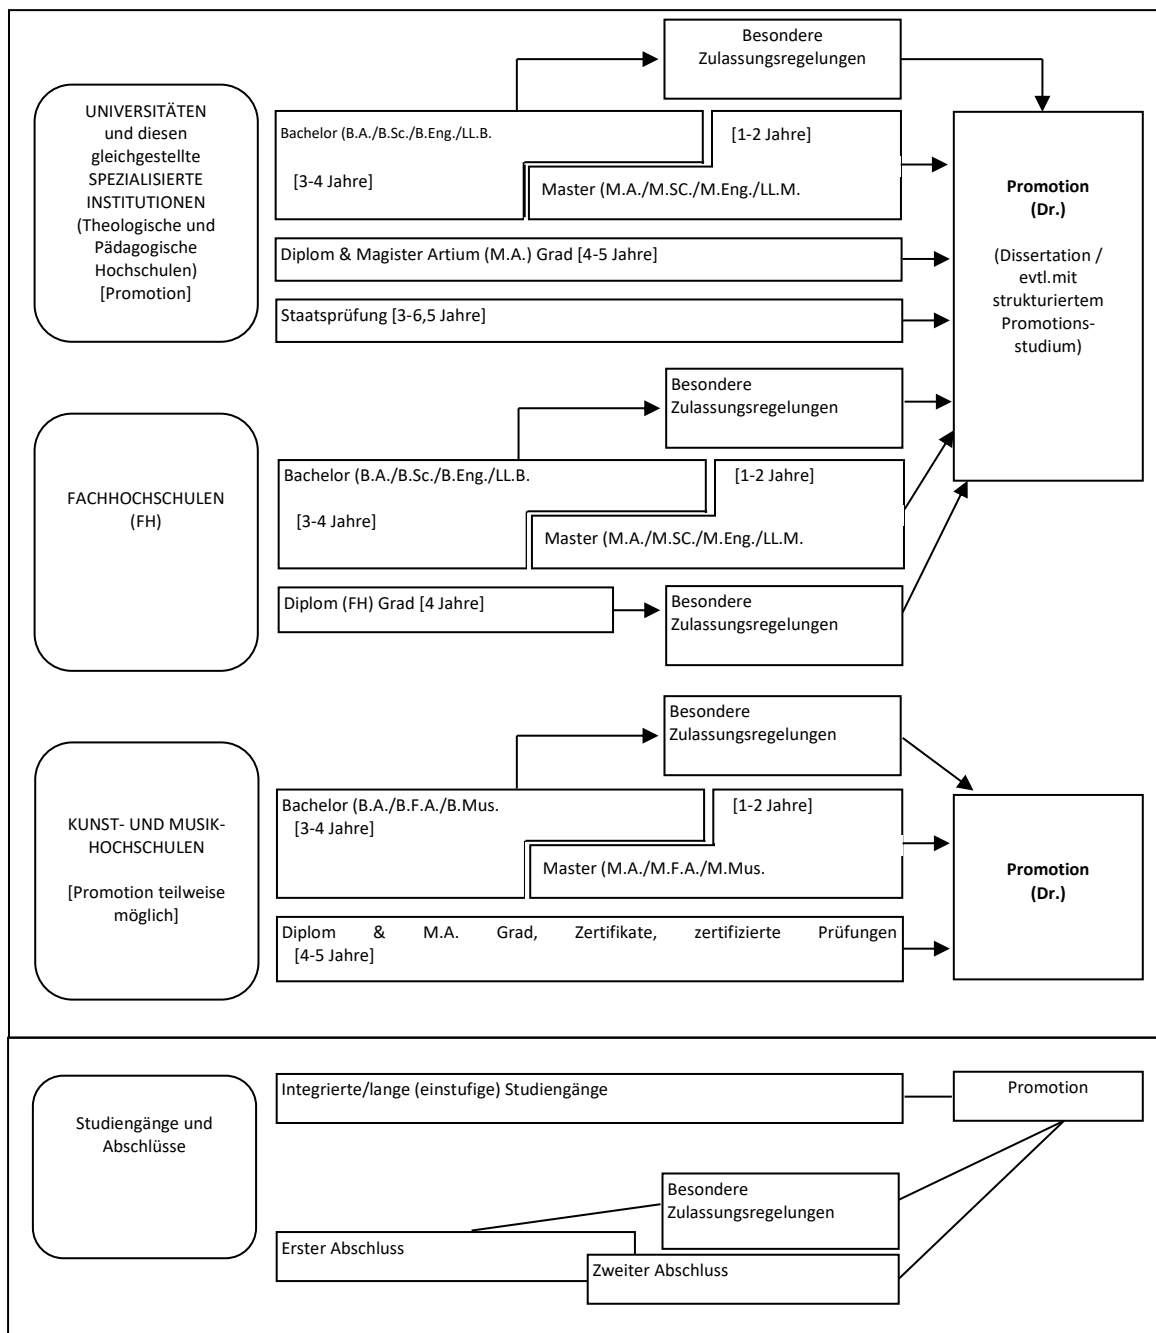 Besondere
Zulassungsregelungen
UNIVERSITÄTEN
und diesen
gleichgestellte
SPEZIALISIERTE
INSTITUTIONEN
(Theologische und
Pädagogische
Hochschulen)
[Promotion]
Bachelor (B.A./B.Sc./B.Eng./LL.B.
[3-4 Jahre]
[1-2 Jahre]
Master (M.A./M.SC./M.Eng./LL.M.
Diplom & Magister Artium (M.A.) Grad [4-5 Jahre]
Staatsprüfung [3-6,5 Jahre]
Promotion
(Dr.)
(Dissertation /
evtl.mit
strukturiertem
Promotions-
studium)
FACHHOCHSCHULEN
(FH)
Besondere
Zulassungsregelungen
Bachelor (B.A./B.Sc./B.Eng./LL.B.
[3-4 Jahre]
[1-2 Jahre]
Master (M.A./M.SC./M.Eng./LL.M.
Diplom (FH) Grad [4 Jahre]
Besondere
Zulassungsregelungen
KUNST- UND MUSIK-
HOCHSCHULEN
[Promotion teilweise
möglich]
Besondere
Zulassungsregelungen
Bachelor (B.A./B.F.A./B.Mus.
[3-4 Jahre]
[1-2 Jahre]
Master (M.A./M.F.A./M.Mus.
Diplom & M.A. Grad, Zertifikate, zertifizierte Prüfungen
[4-5 Jahre]
Promotion
(Dr.)
Studiengänge und
Abschlüsse
Integrierte/lange (einstufige) Studiengänge
Promotion
Besondere
Zulassungsregelungen
Erster Abschluss
Zweiter Abschluss